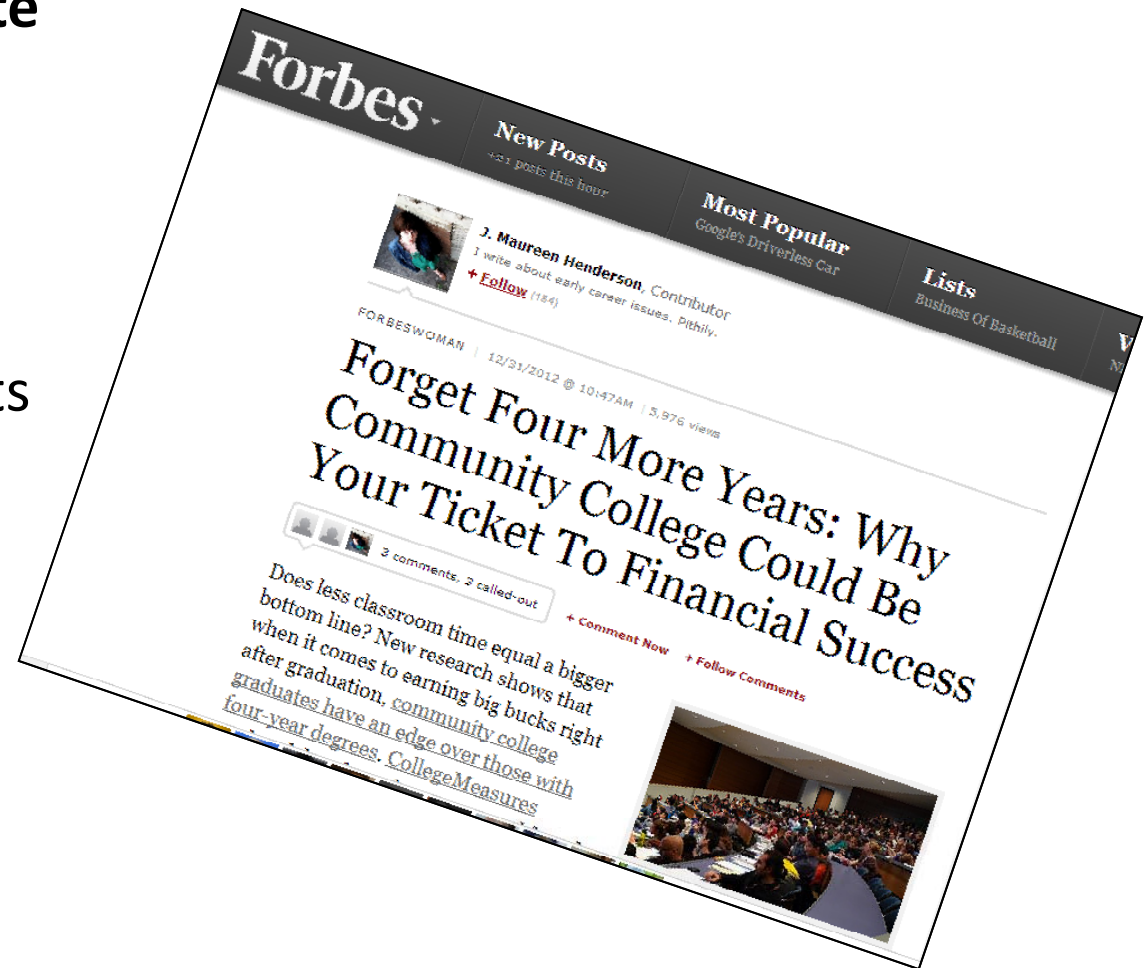 te
ts
Forbes
New Posts
posts this hour
Most Popular
Google's Driverless Car
Lists
Business Of Basketball
J. Maureen Henderson, Contributor
I write about early career issues. Pithily.
+ Follow (184)
FORBESWOMAN | 12/31/2012 @ 10:47AM | 5,976 views
Forget Four More Years: Why
Community College Could Be
Your Ticket To Financial Success
3 comments, 3 called-out
+ Comment Now
+ Follow Comments
Does less classroom time equal a bigger
bottom line? New research shows that
when it comes to earning big bucks right
after graduation, community college
graduates have an edge over those with
four-year degrees. CollegeMeasures